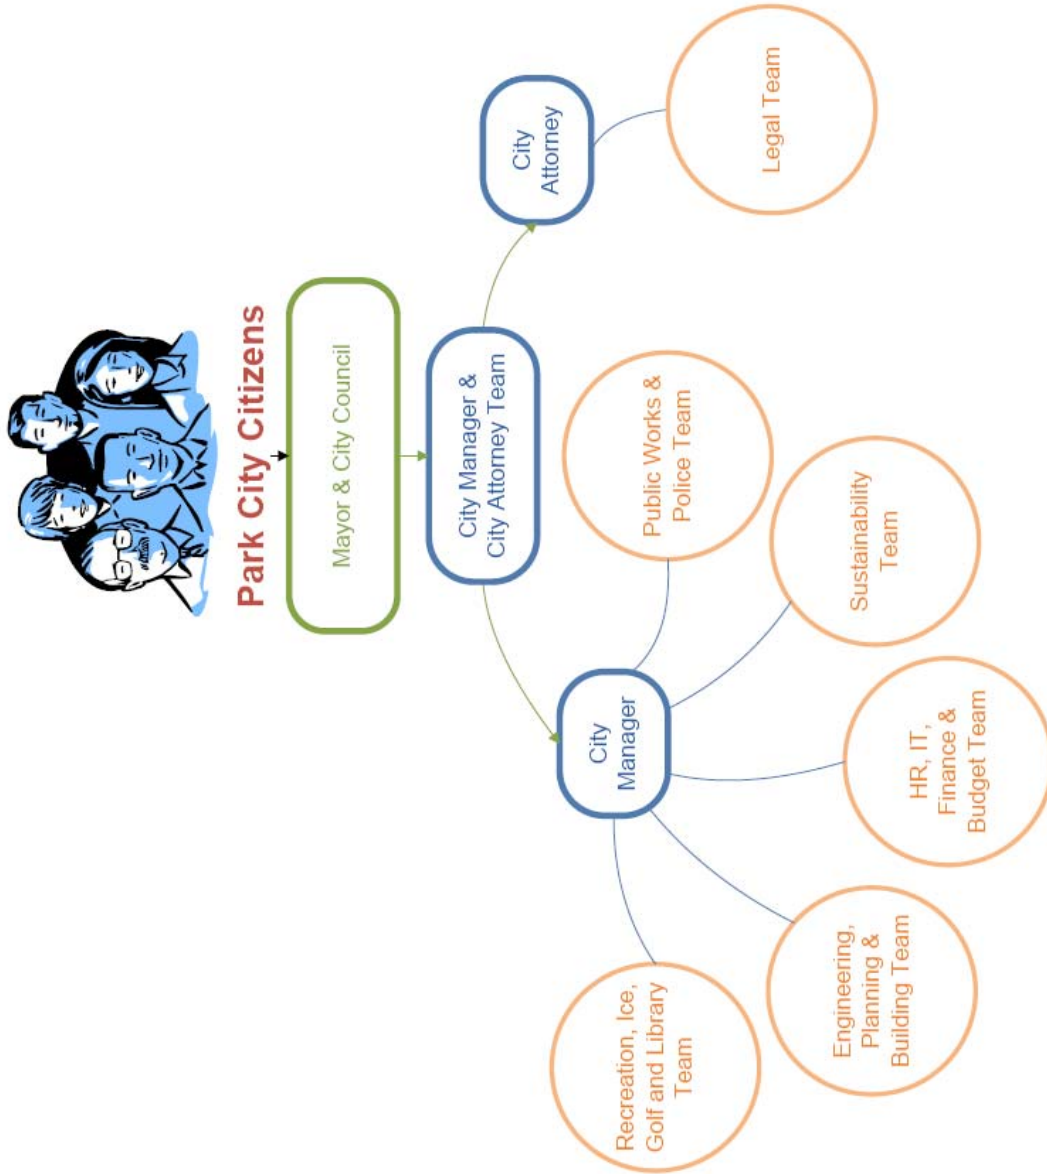 Park City Citizens
Mayor & City Council
City Manager &
City Attorney Team
City
Manager
City
Attorney
Recreation, Ice,
Golf and Library
Team
Engineering,
Planning &
Building Team
HR, IT,
Finance &
Budget Team
Sustainability
Team
Public Works &
Police Team
Legal Team